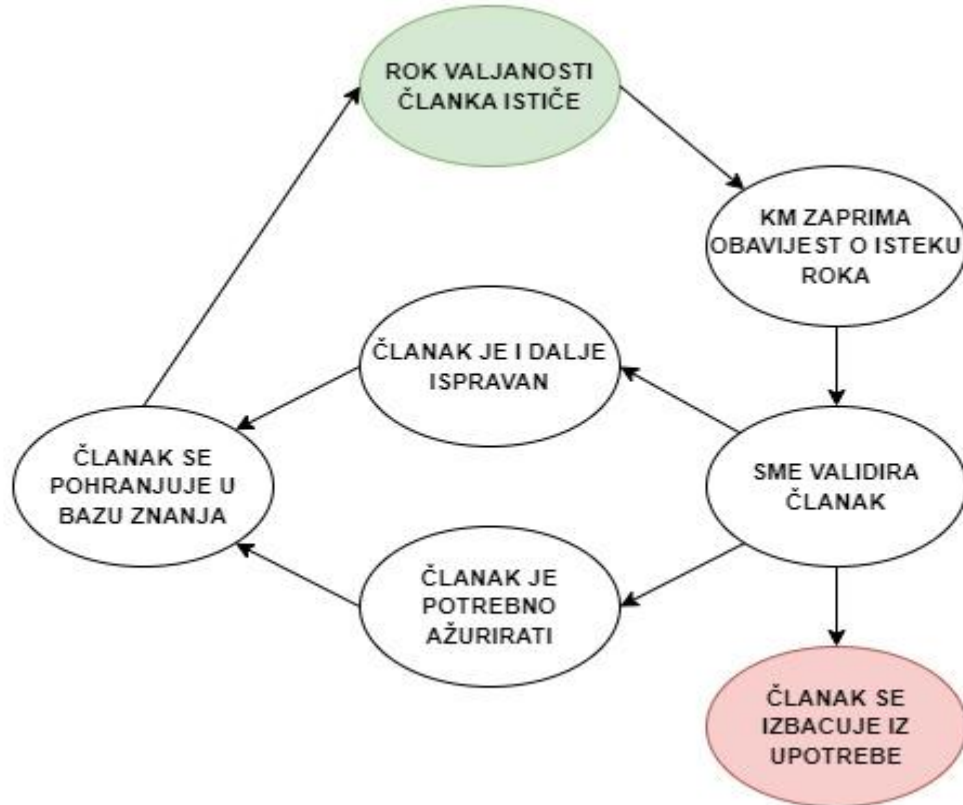 ROK VALJANOSTI
ČLANKA ISTIČE
KM ZAPRIMA
OBAVIJEST O ISTEKU
ROKA
ČLANAK JE I DALJE
ISPRAVAN
ČLANAK SE
POHRANJUJE U
BAZU ZNANJA
SME VALIDIRA
ČLANAK
ČLANAK JE
POTREBNO
AŽURIRATI
ČLANAK SE
IZBACUJE IZ
UPOTREBE